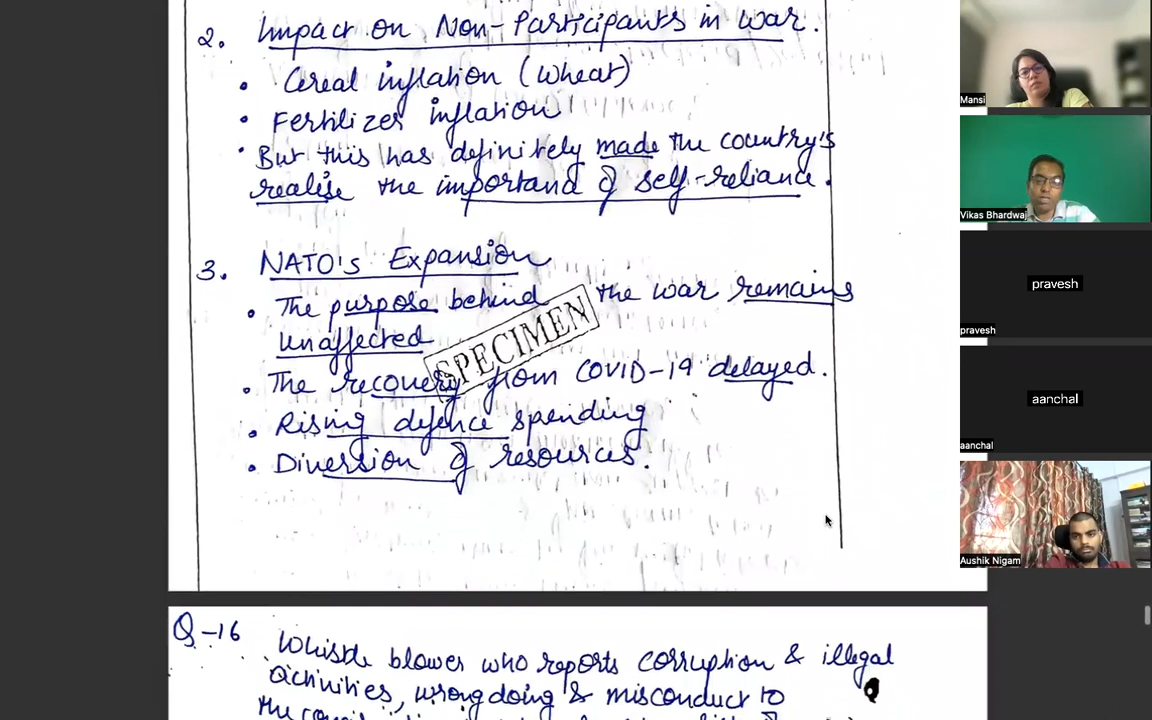 2. Impact on Non-Participants in war.
• Cereal inflation (wheat)
• Fertilizer inflation
• But this has definitely made the country's
realise the importand of self-reliance.
3. NATO's Expansion
• The purpose behind the war remains
unaffected
SPECIMEN
• The recovery from COVID-19 delayed.
• Rising defence spending
• Diversion of resources.
Q-16
Whistle blower who reports corruption & illegal
activities, wrongdoing & misconduct to
the
Mansi
Vikas Bhardwaj
pravesh
pravesh
aanchal
aanchal
Aushik Nigam